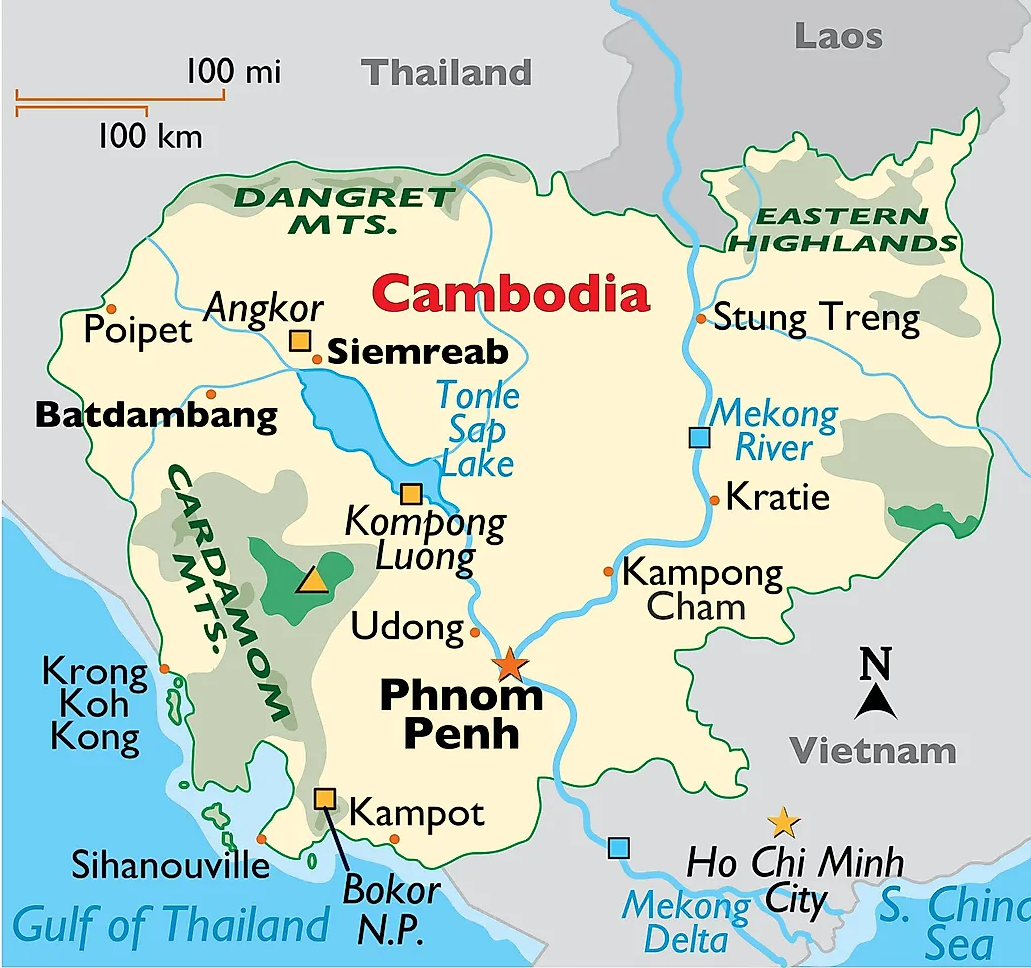 Laos
Thailand
100 mi
100 km
DANGRET
MTS.
EASTERN
HIGHLANDS
Cambodia
Angkor
Poipet
Stung Treng
Siemreab
Batdambang
Tonle
Sap
Lake
Mekong
River
CARDAMOM
MTS.
Kratie
Kompong
Luong
Kampong
Cham
Udong
Krong
Koh
Kong
N
Phnom
Penh
Vietnam
Kampot
Sihanouville
Ho Chi Minh
City
Bokor
N.P.
Gulf of Thailand
Mekong
Delta
S. China
Sea